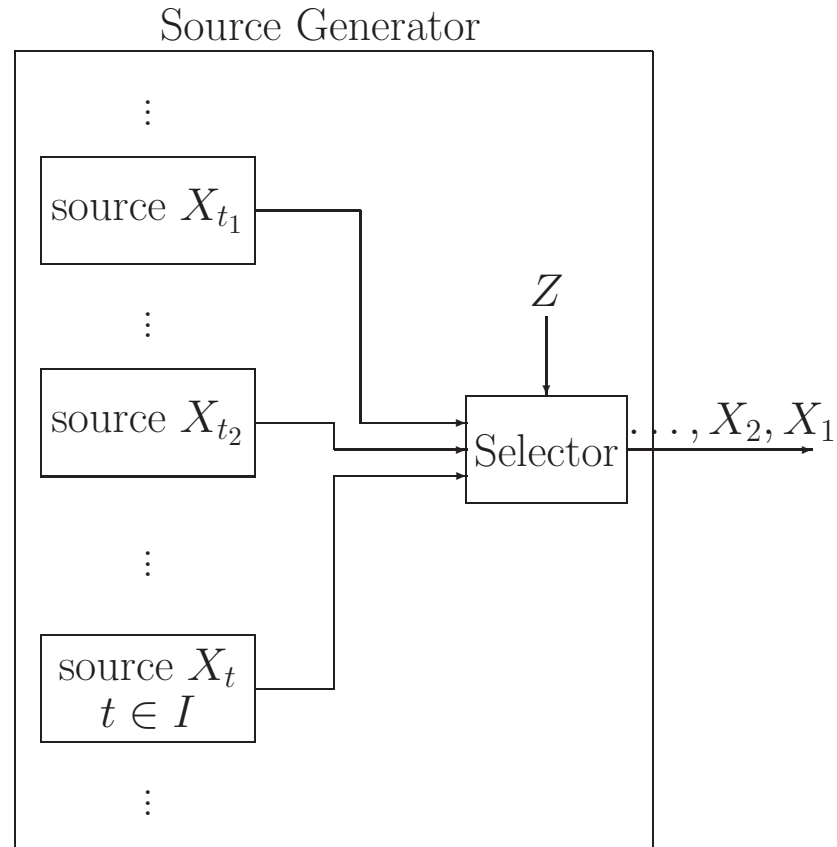 Source Generator
⋮
source X_{t_1}
⋮
Z
source X_{t_2}
Selector
. . . , X_2, X_1
⋮
source X_t
t ∈ I
⋮